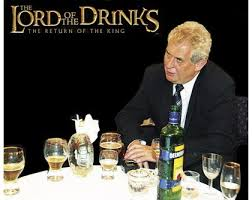 THE
LORD OF THE DRINKS
THE RETURN OF THE KING